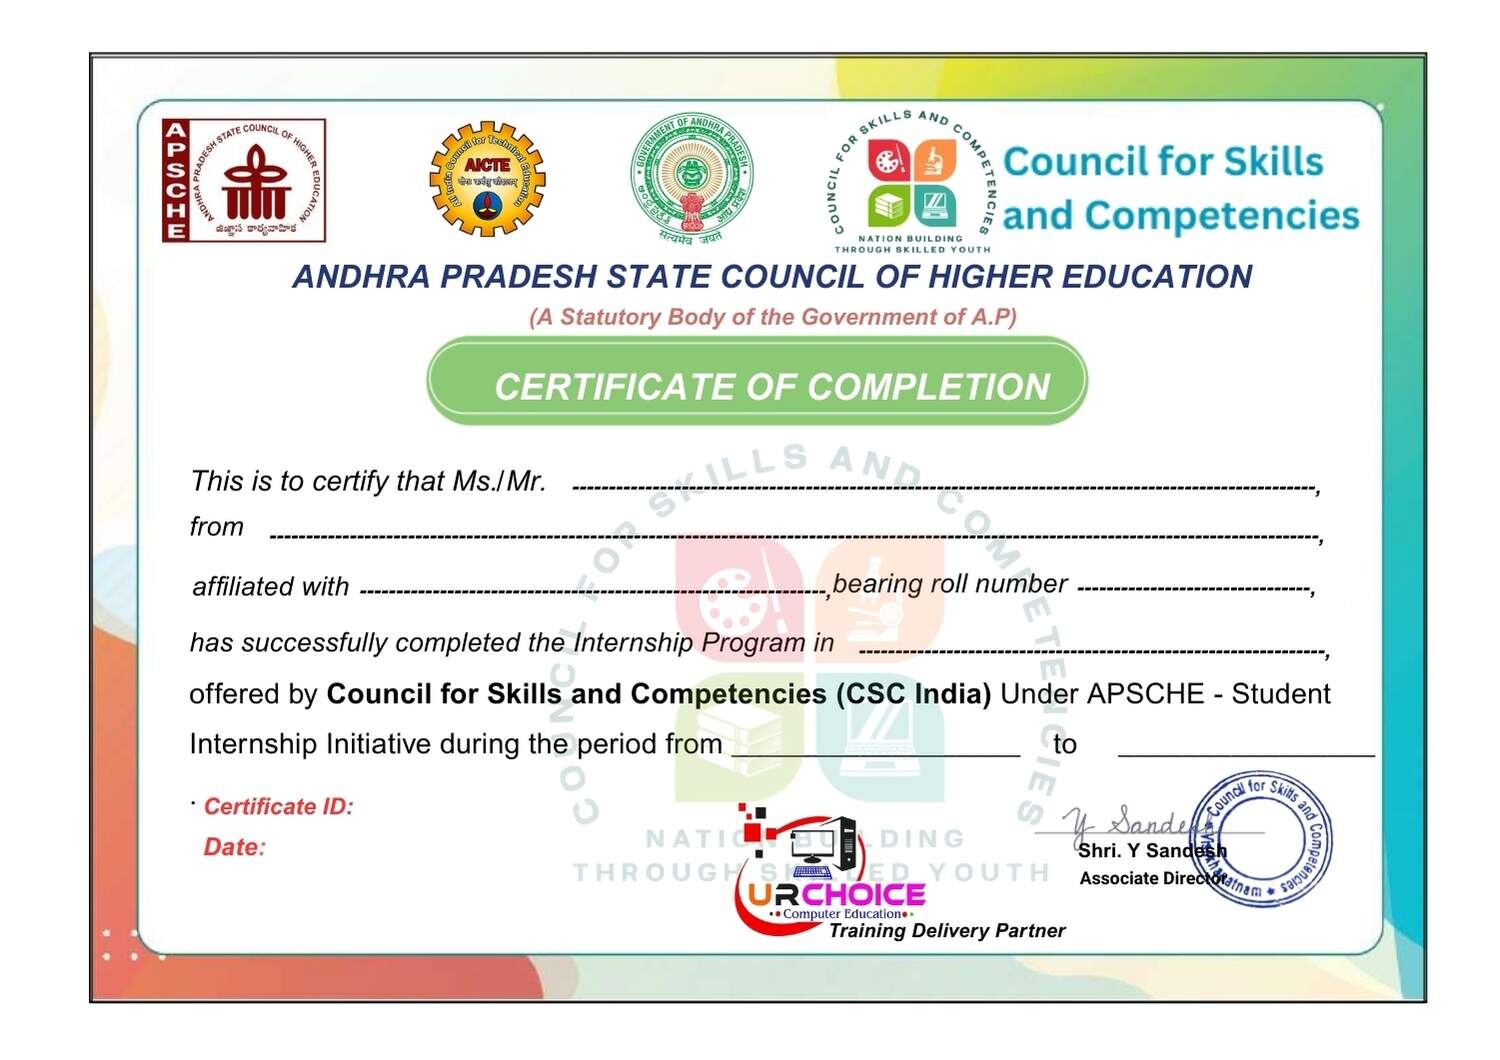 APSCHE
ANDHRA PRADESH STATE COUNCIL OF HIGHER EDUCATION
All India Council for Technical Education
AICTE
GOVERNMENT OF ANDHRA PRADESH
सत्यमेव जयते
COUNCIL FOR SKILLS AND COMPETENCIES
NATION BUILDING
THROUGH SKILLED YOUTH
Council for Skills
and Competencies
ANDHRA PRADESH STATE COUNCIL OF HIGHER EDUCATION
(A Statutory Body of the Government of A.P)
CERTIFICATE OF COMPLETION
This is to certify that Ms./Mr. ,
from ,
affiliated with , bearing roll number ,
has successfully completed the Internship Program in ,
offered by Council for Skills and Competencies (CSC India) Under APSCHE - Student
Internship Initiative during the period from ____ to ____
. Certificate ID:
Date:
COUNCIL FOR SKILLS AND COMPETENCIES
NATION BUILDING
THROUGH SKILLED YOUTH
URCHOICE
Computer Education
Training Delivery Partner
Y Sandesh
Shri. Y Sandesh
Associate Director
Council for Skills and Competencies
Visakhapatnam